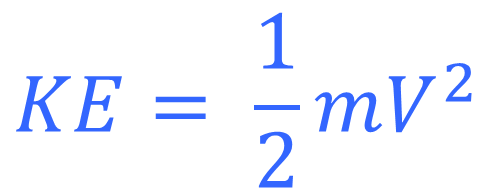 KE = 1/2 mV²